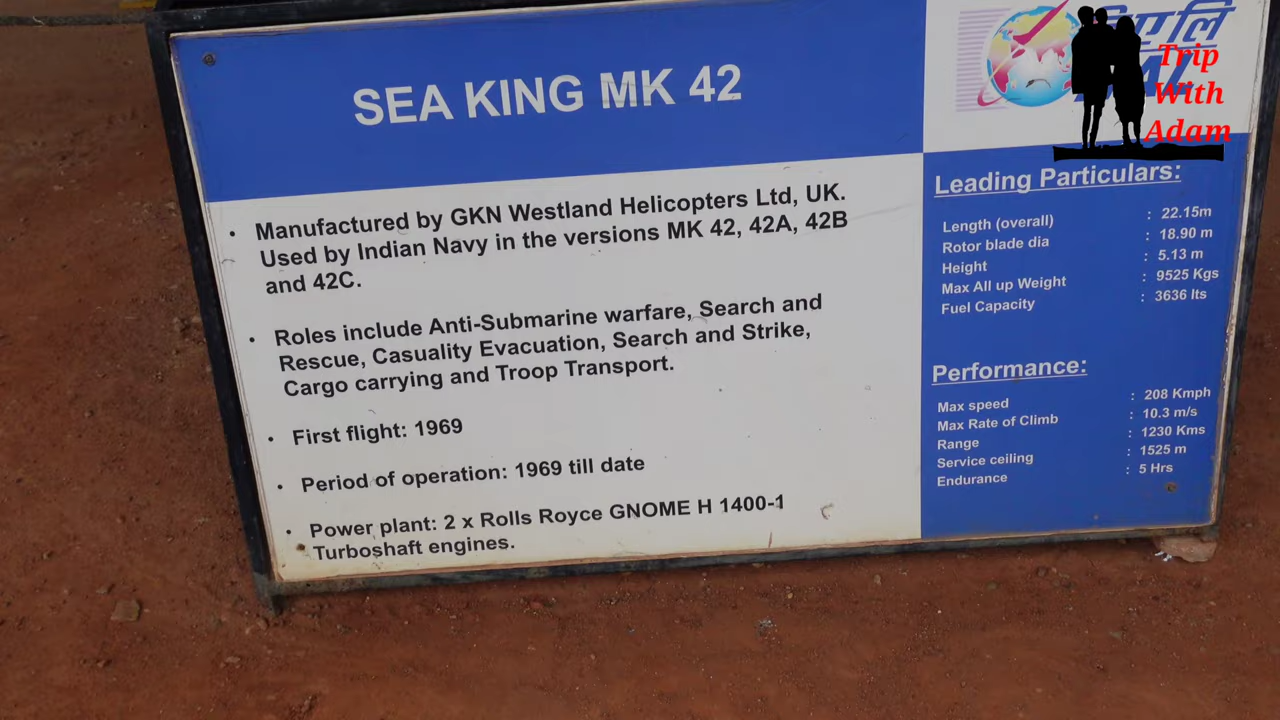 SEA KING MK 42
• Manufactured by GKN Westland Helicopters Ltd, UK.
Used by Indian Navy in the versions MK 42, 42A, 42B
and 42C.
• Roles include Anti-Submarine warfare, Search and
Rescue, Casuality Evacuation, Search and Strike,
Cargo carrying and Troop Transport.
• First flight: 1969
• Period of operation: 1969 till date
• Power plant: 2 x Rolls Royce GNOME H 1400-1
Turboshaft engines.
Trip
With
Adam
Leading Particulars:
Length (overall) : 22.15m
Rotor blade dia : 18.90 m
Height : 5.13 m
Max All up Weight : 9525 Kgs
Fuel Capacity : 3636 lts
Performance:
Max speed : 208 Kmph
Max Rate of Climb : 10.3 m/s
Range : 1230 Kms
Service ceiling : 1525 m
Endurance : 5 Hrs